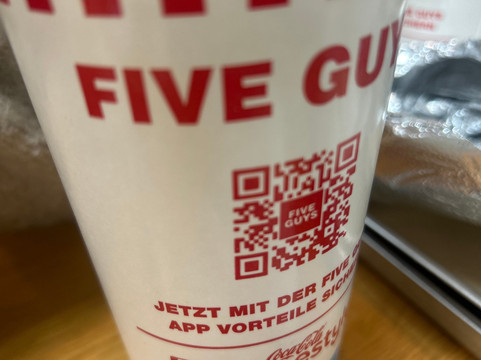 FIVE GUY
FIVE
GUYS
JETZT MIT DER FIVE
APP VORTEILE
Coca-Cola